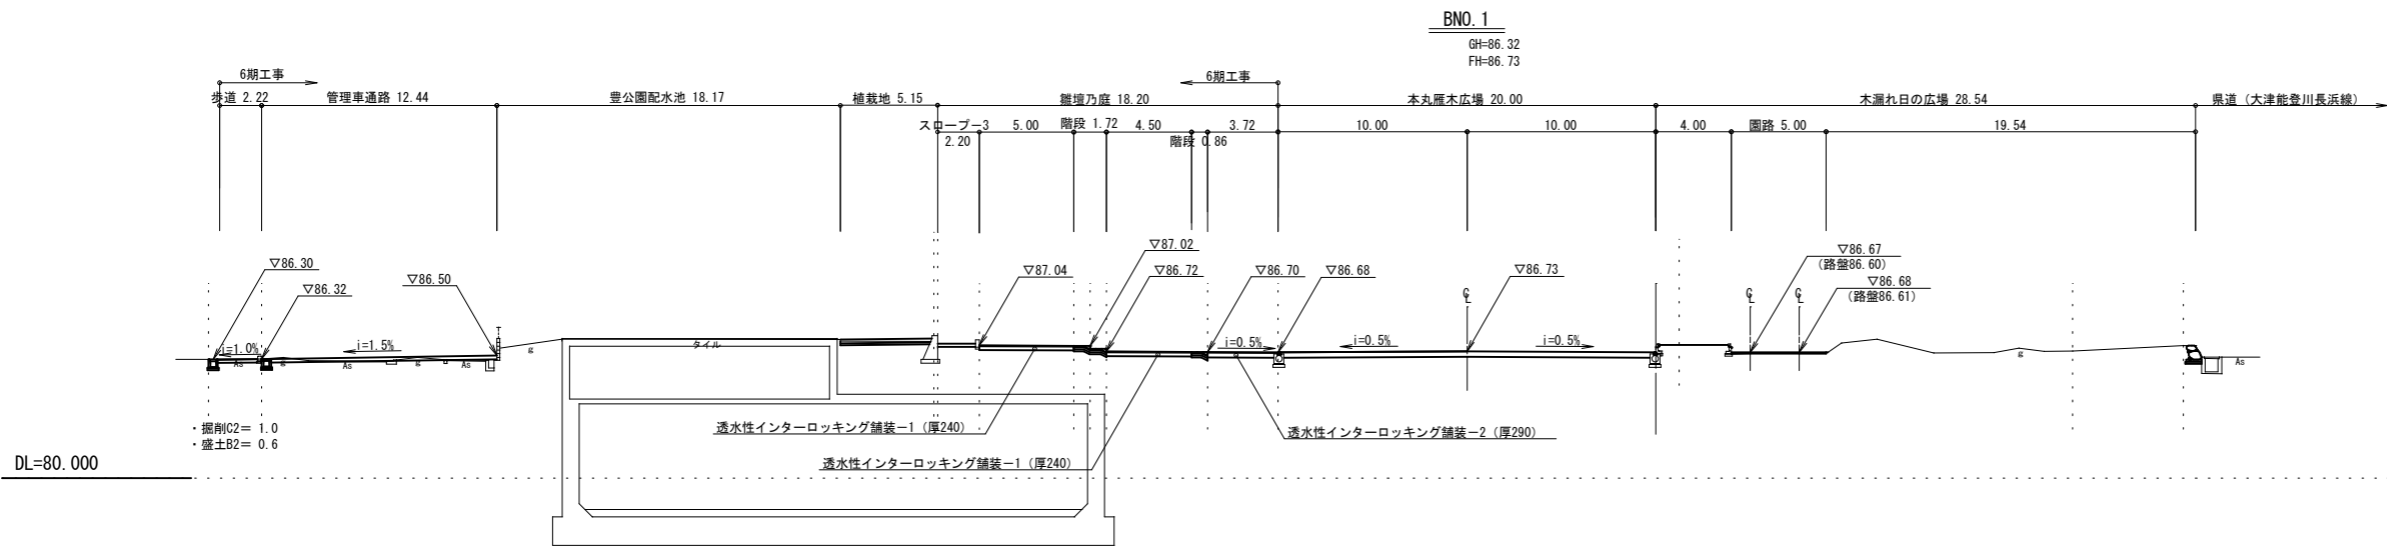 BNO.1
GH=86.32
FH=86.73
6期工事
6期工事
歩道 2.22
管理車通路 12.44
豊公園配水池 18.17
植栽地 5.15
雛壇乃庭 18.20
本丸雁木広場 20.00
木漏れ日の広場 28.54
県道（大津能登川長浜線）
スロープ－3
2.20
5.00
階段 1.72
4.50
階段 0.86
3.72
10.00
10.00
4.00
園路 5.00
19.54
▽86.30
▽86.32
▽86.50
▽87.04
▽87.02
▽86.72
▽86.70
▽86.68
▽86.73
▽86.67
（路盤86.60）
▽86.68
（路盤86.61）
CL
CL
CL
i=1.0%
i=1.5%
タイル
i=0.5%
i=0.5%
i=0.5%
As
g
As
g
As
g
g
As
透水性インターロッキング舗装－1（厚240）
透水性インターロッキング舗装－2（厚290）
透水性インターロッキング舗装－1（厚240）
・掘削C2＝ 1.0
・盛土B2＝ 0.6
DL=80.000